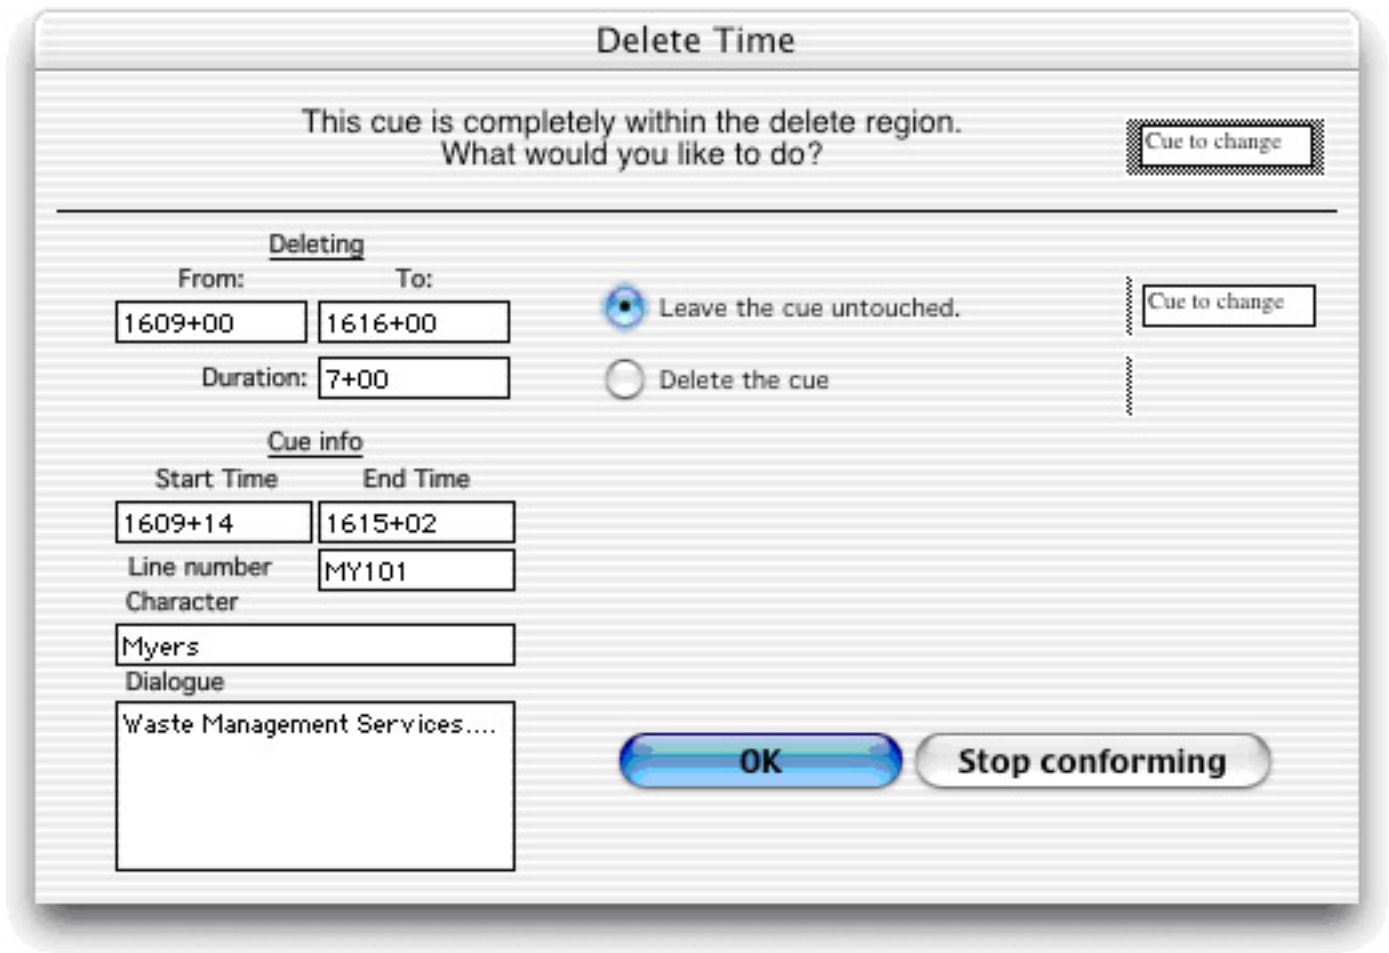 Delete Time
This cue is completely within the delete region.
What would you like to do?
Cue to change
Deleting
From: To:
1609+00 1616+00
Duration: 7+00
Leave the cue untouched.
Cue to change
Delete the cue
Cue info
Start Time End Time
1609+14 1615+02
Line number MY101
Character
Myers
Dialogue
Waste Management Services....
OK Stop conforming